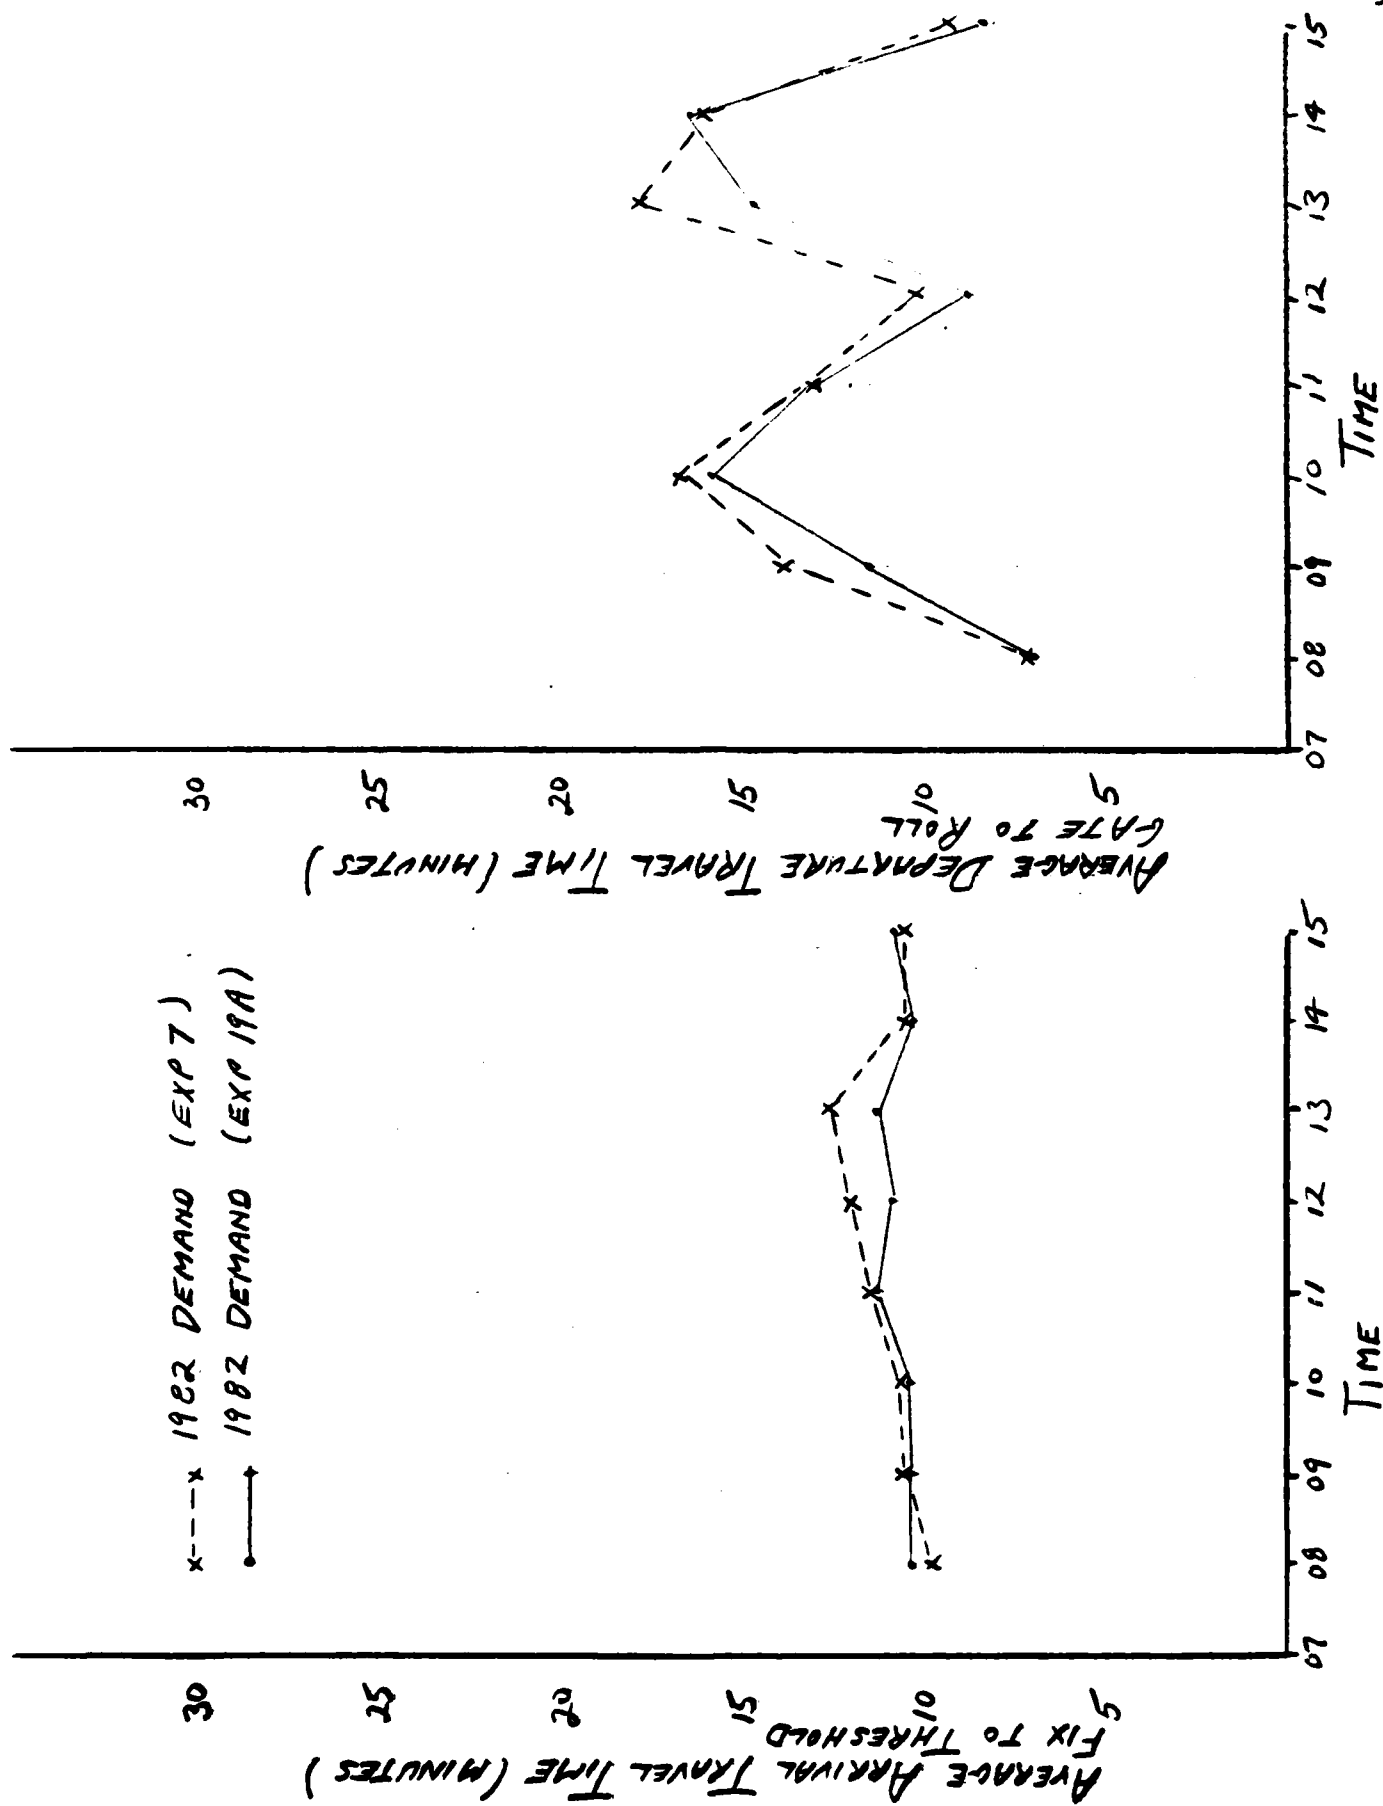 x---x 1982 DEMAND (EXP 7)
1982 DEMAND (EXP 19A)
AVERAGE ARRIVAL TRAVEL TIME (MINUTES)
FIX TO THRESHOLD
30
25
20
15
10
5
07 08 09 10 11 12 13 14 15
TIME
AVERAGE DEPARTURE TRAVEL TIME (MINUTES)
GATE TO ROLL
30
25
20
15
10
5
07 08 09 10 11 12 13 14 15
TIME